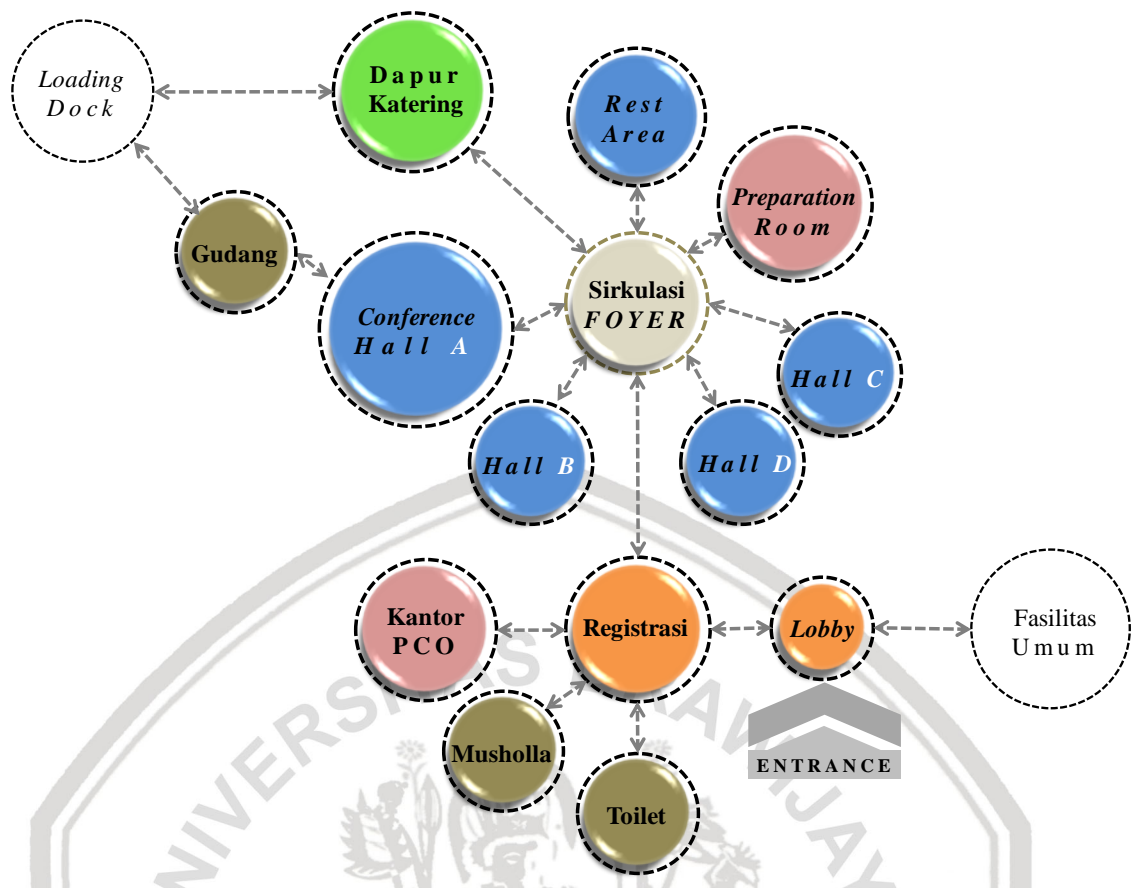 Loading
Dock
Dapur
Katering
Rest
Area
Preparation
Room
Gudang
Conference
Hall A
Sirkulasi
FOYER
Hall C
Hall B
Hall D
Kantor
PCO
Registrasi
Lobby
Fasilitas
Umum
Musholla
ENTRANCE
Toilet